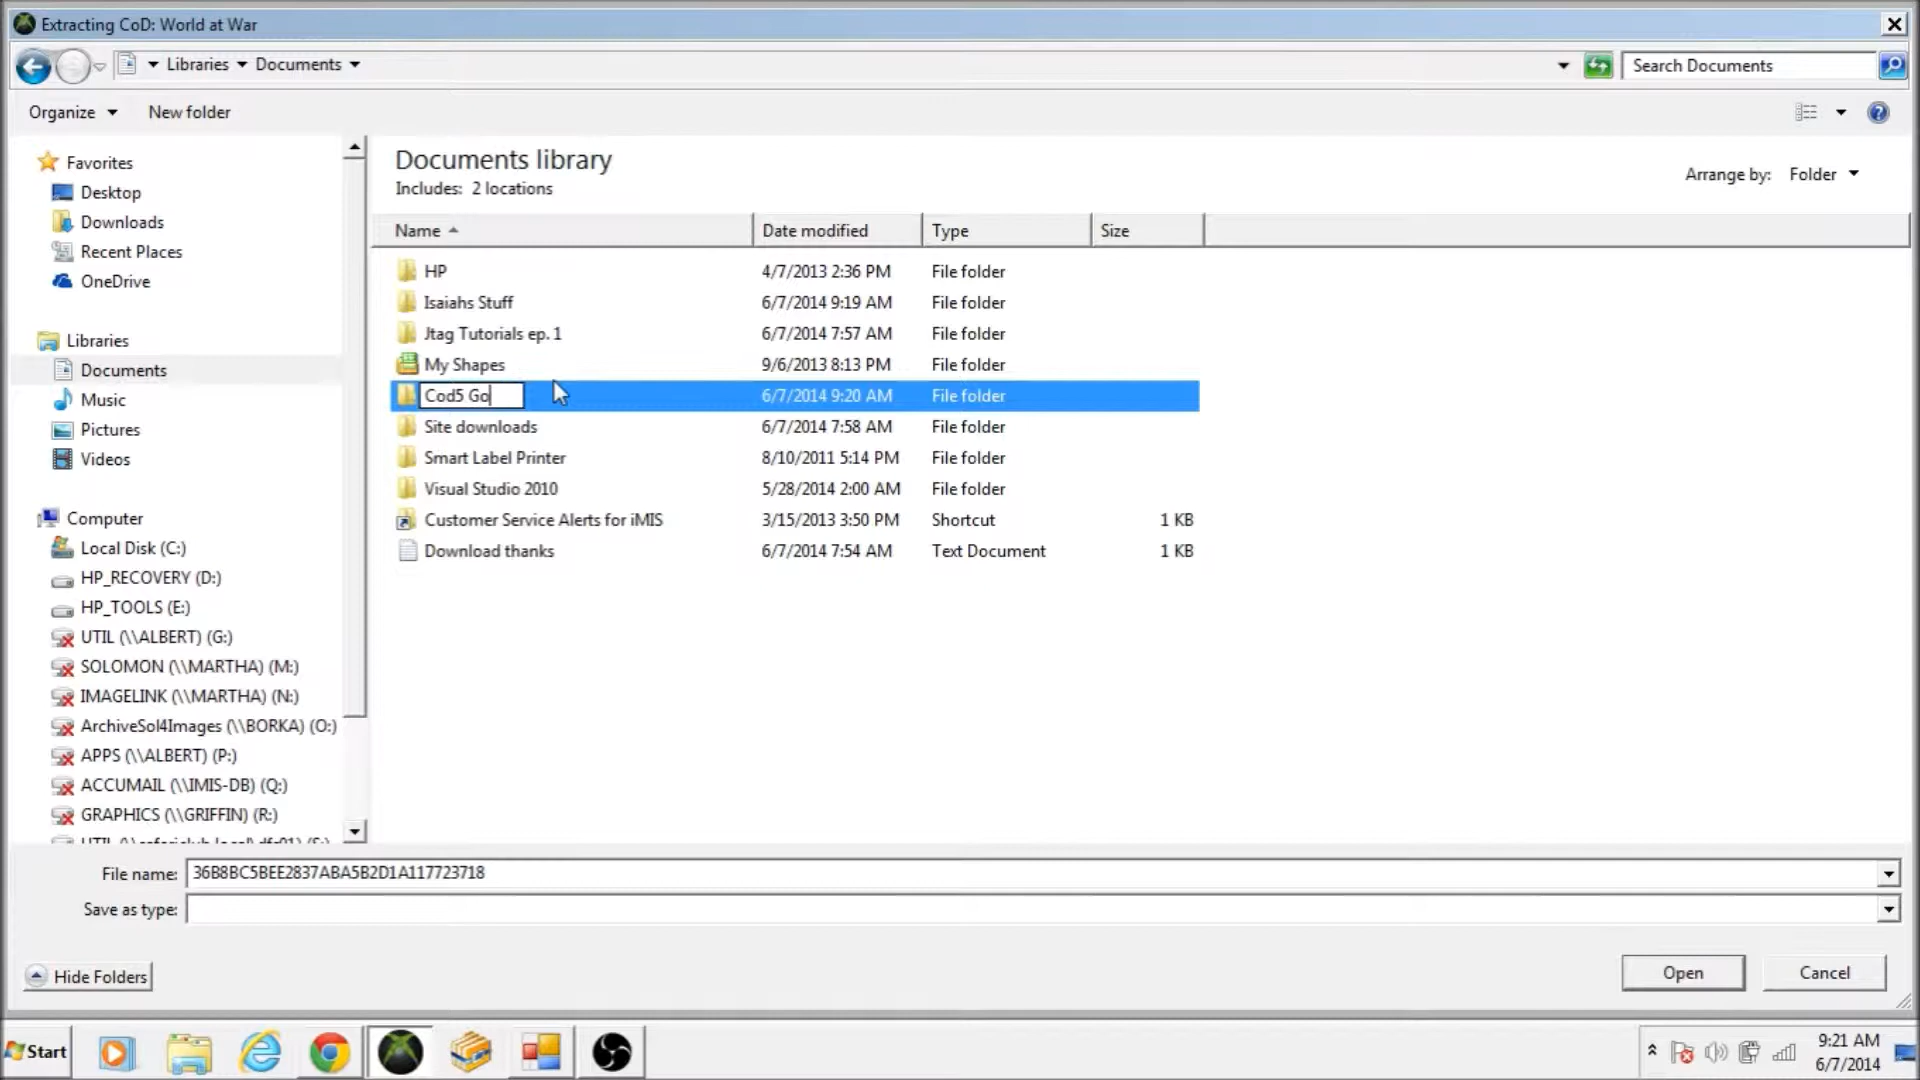 Extracting CoD: World at War
Libraries Documents
Search Documents
Organize New folder
Favorites
Desktop
Downloads
Recent Places
OneDrive
Libraries
Documents
Music
Pictures
Videos
Computer
Local Disk (C:)
HP_RECOVERY (D:)
HP_TOOLS (E:)
UTIL (\\ALBERT) (G:)
SOLOMON (\\MARTHA) (M:)
IMAGELINK (\\MARTHA) (N:)
ArchiveSol4Images (\\BORKA) (O:)
APPS (\\ALBERT) (P:)
ACCUMAIL (\\IMIS-DB) (Q:)
GRAPHICS (\\GRIFFIN) (R:)
Documents library
Includes: 2 locations
Arrange by: Folder
Name Date modified Type Size
HP 4/7/2013 2:36 PM File folder
Isaiahs Stuff 6/7/2014 9:19 AM File folder
Jtag Tutorials ep. 1 6/7/2014 7:57 AM File folder
My Shapes 9/6/2013 8:13 PM File folder
Cod5 Go 6/7/2014 9:20 AM File folder
Site downloads 6/7/2014 7:58 AM File folder
Smart Label Printer 8/10/2011 5:14 PM File folder
Visual Studio 2010 5/28/2014 2:00 AM File folder
Customer Service Alerts for iMIS 3/15/2013 3:50 PM Shortcut 1 KB
Download thanks 6/7/2014 7:54 AM Text Document 1 KB
File name: 36B8BC5BEE2837ABA5B2D1A117723718
Save as type:
Hide Folders
Open Cancel
Start
9:21 AM
6/7/2014